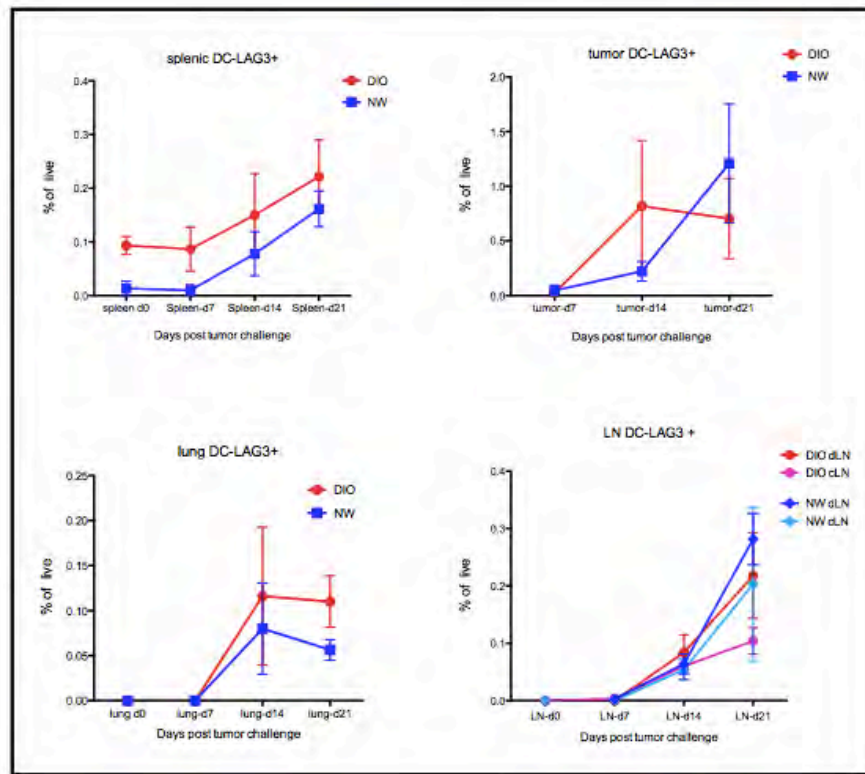 splenic DC-LAG3+
DIO
NW
% of live
0.4
0.3
0.2
0.1
0.0
spleen d0
Spleen-d7
Spleen-d14
Spleen-d21
Days post tumor challenge
tumor DC-LAG3+
DIO
NW
% of live
2.0
1.5
1.0
0.5
0.0
tumor-d7
tumor-d14
tumor-d21
Days post tumor challenge
lung DC-LAG3+
DIO
NW
% of live
0.25
0.20
0.15
0.10
0.05
0.00
lung d0
lung-d7
lung-d14
lung-d21
Days post tumor challenge
LN DC-LAG3 +
DIO dLN
DIO cLN
NW dLN
NW dLN
% of live
0.4
0.3
0.2
0.1
0.0
LN-d0
LN-d7
LN-d14
LN-d21
Days post tumor challenge